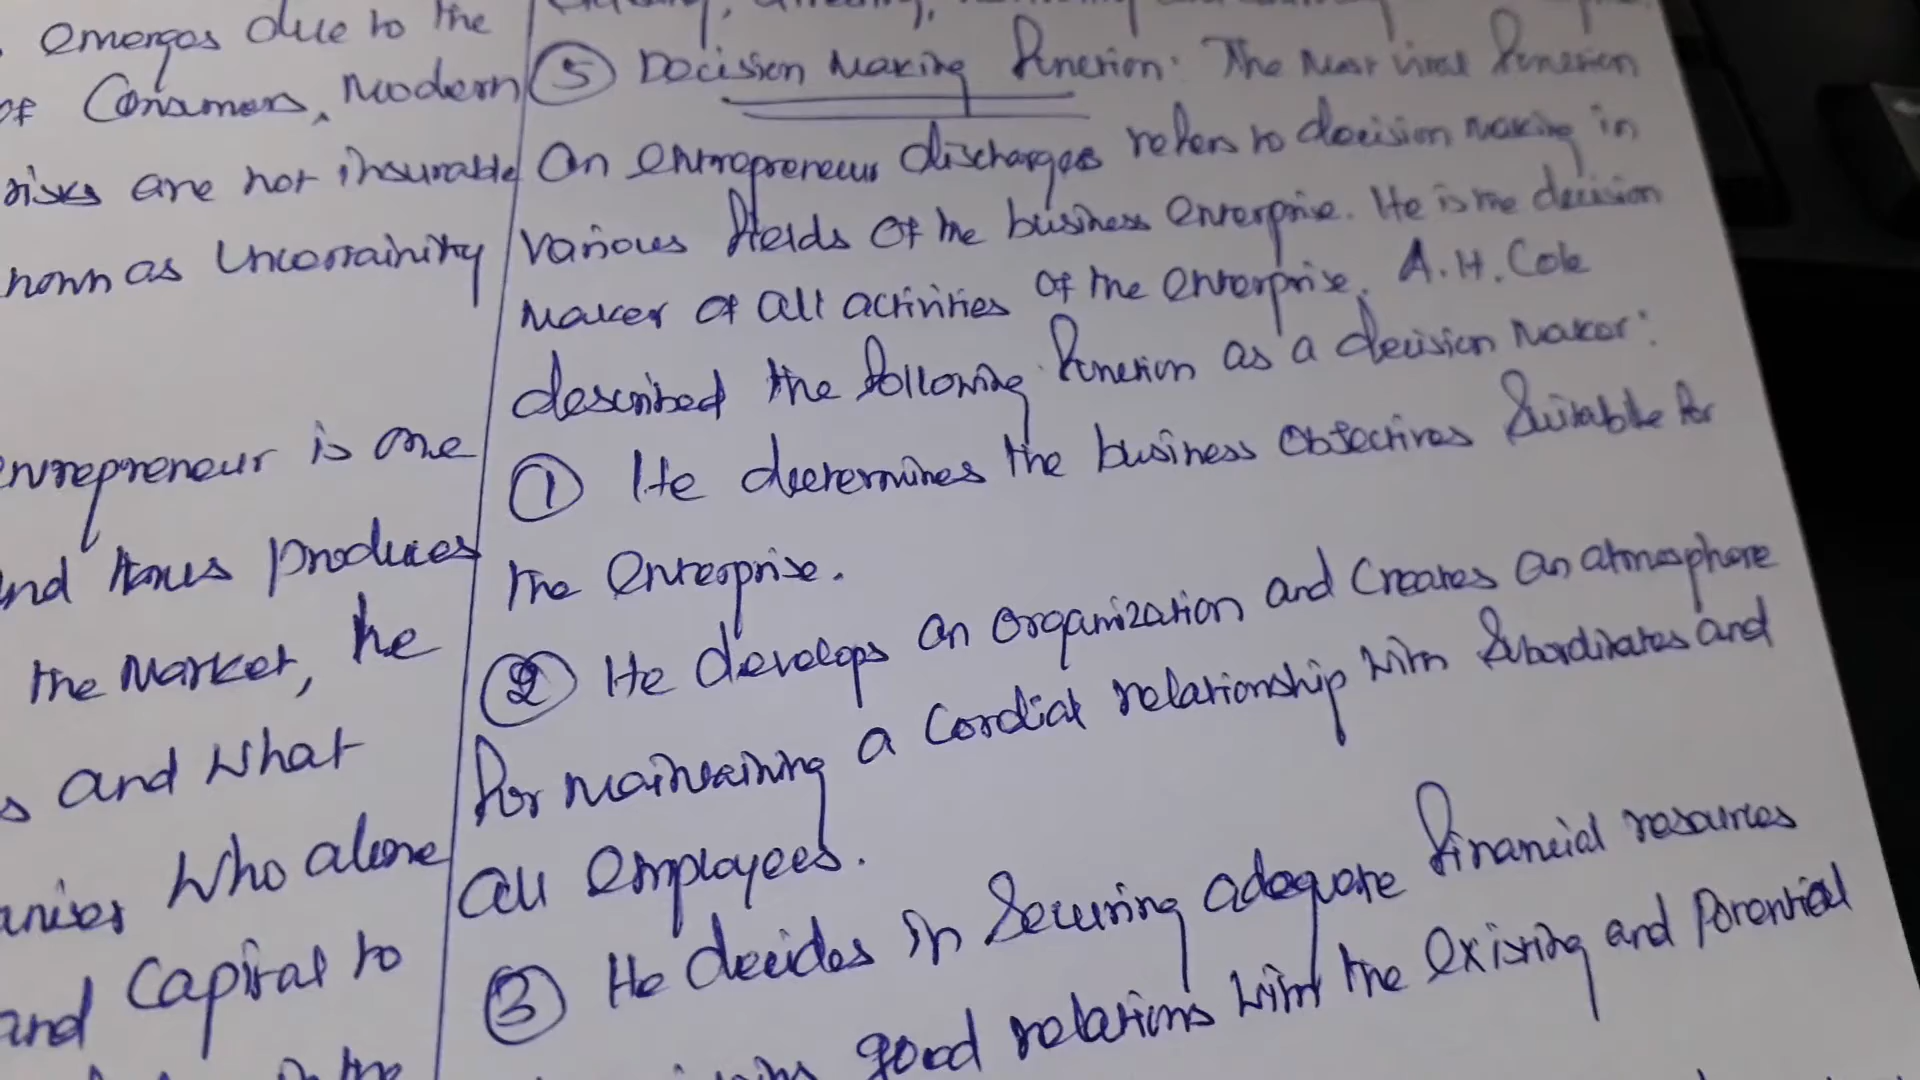 emerges due to the
of Consumers, Modern
risks are not insurable
known as Uncertainity
entrepreneur is one
and thus produces
the Market, he
s and what
who alone
and Capital to
the
⑤ Decission Making Function: The Most vital function
an entrepreneur discharges refers to decision making in
various fields of the business enterprise. He is the decision
maker of all activities of the enterprise. A.H. Cole
described the following function as a decision maker:
① He determines the business objectives suitable for
the enterprise.
② He develops an organization and creates an atmosphere
for maintaining a cordial relationship with subordinates and
all employees.
③ He decides in securing adequate financial resources
good relations with the existing and potential